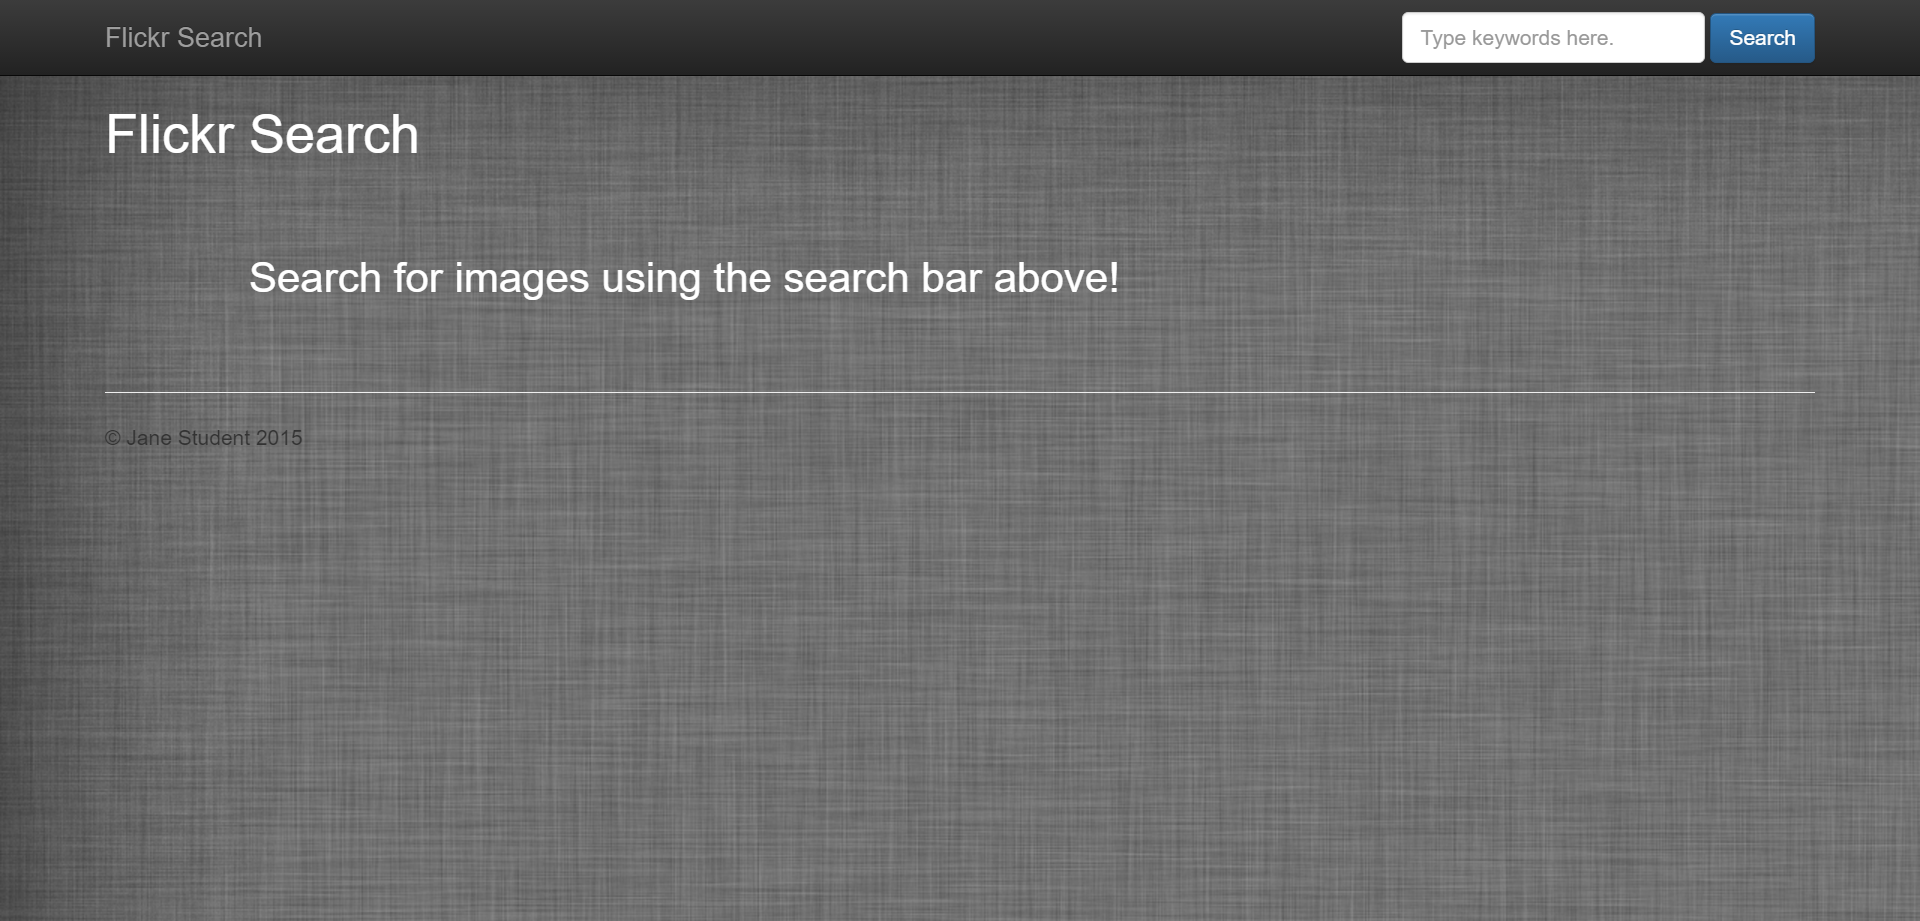 Flickr Search
Type keywords here.
Search
Flickr Search
Search for images using the search bar above!
© Jane Student 2015